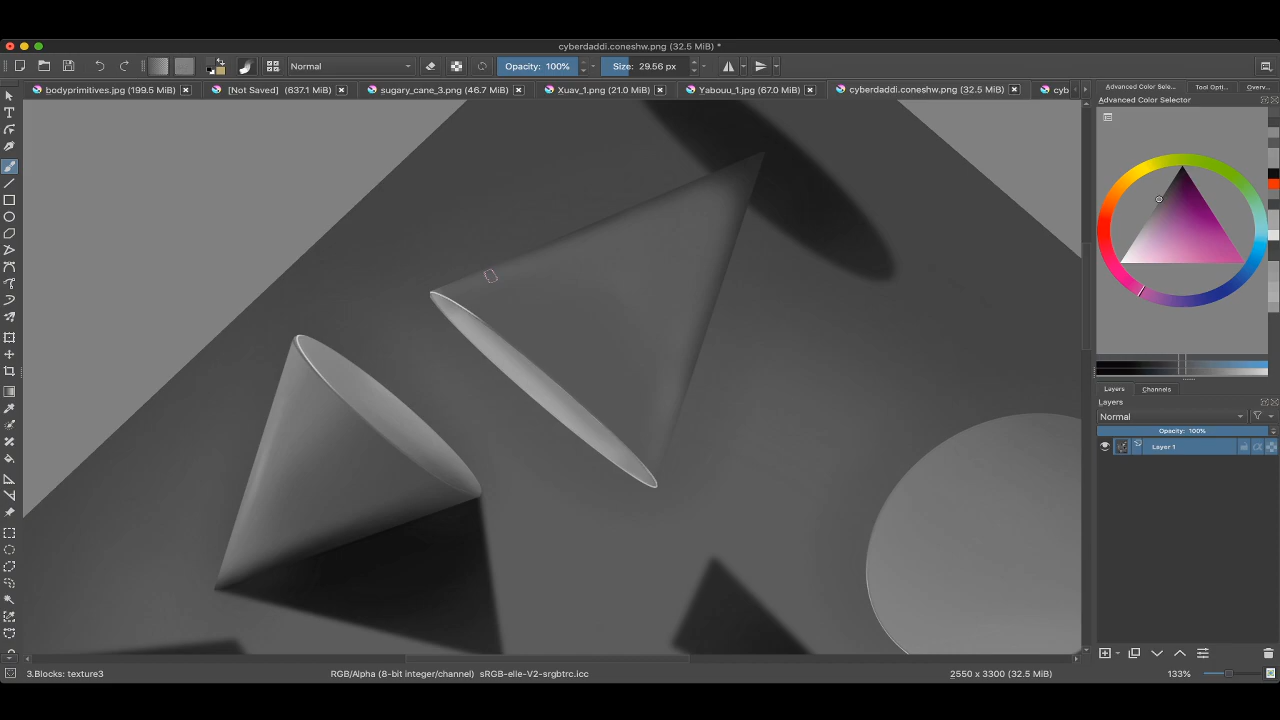 cyberdaddi.coneshw.png (32.5 MiB) *
Normal
Opacity: 100%
Size: 29.56 px
bodyprimitives.jpg (199.5 MiB)
[Not Saved] (637.1 MiB)
sugary_cane_3.png (46.7 MiB)
Xuav_1.png (21.0 MiB)
Yabouu_1.jpg (67.0 MiB)
cyberdaddi.coneshw.png (32.5 MiB)
cyb
Advanced Color Sele...
Tool Opti...
Overv...
Advanced Color Selector
Layers
Channels
Layers
Normal
Opacity: 100%
Layer 1
3.Blocks: texture3
RGB/Alpha (8-bit integer/channel) sRGB-elle-V2-srgbtrc.icc
2550 x 3300 (32.5 MiB)
133%